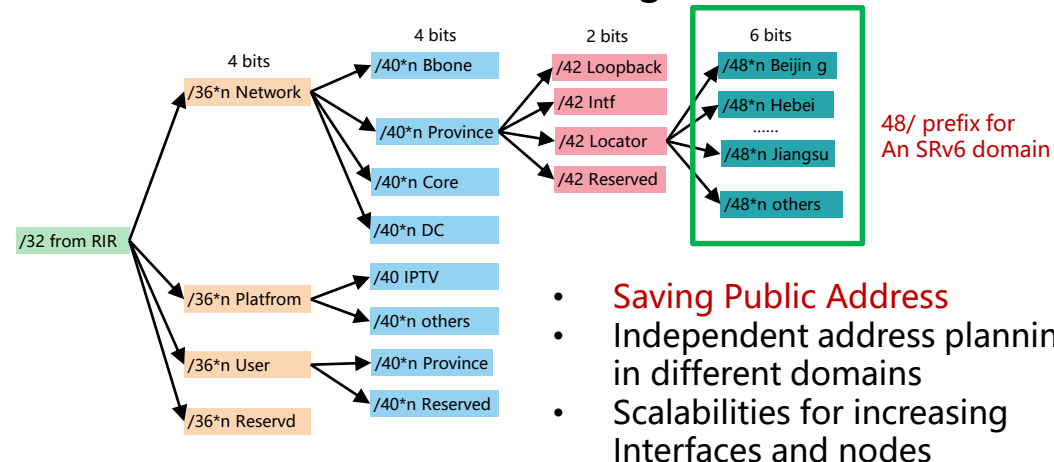 4 bits
4 bits
2 bits
6 bits
/32 from RIR
/36*n Network
/36*n Platfrom
/36*n User
/36*n Reservd
/40*n Bbone
/40*n Province
/40*n Core
/40*n DC
/40 IPTV
/40*n others
/40*n Province
/40*n Reserved
/42 Loopback
/42 Intf
/42 Locator
/42 Reserved
/48*n Beijin g
/48*n Hebei
......
/48*n Jiangsu
/48*n others
48/ prefix for
An SRv6 domain
• Saving Public Address
• Independent address plannin
in different domains
• Scalabilities for increasing
Interfaces and nodes